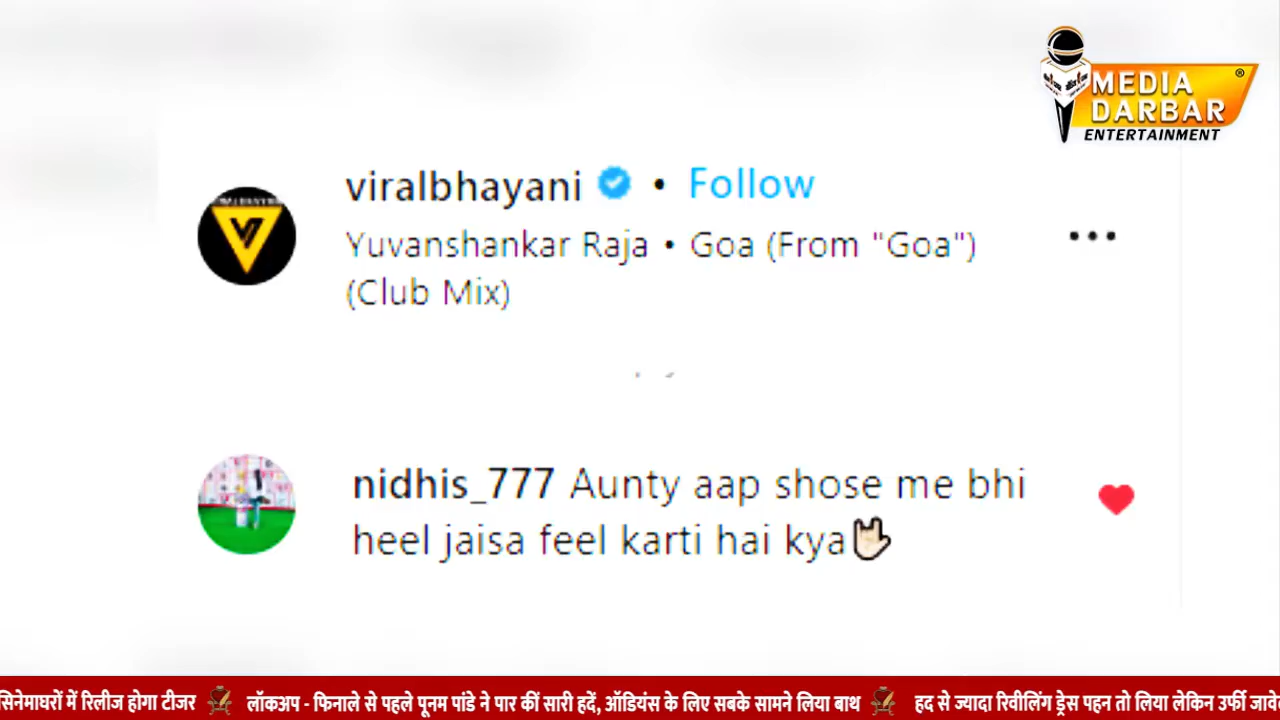 MEDIA
DARBAR
ENTERTAINMENT
viralbhayani • Follow
Yuvanshankar Raja • Goa (From "Goa")
(Club Mix)
nidhis_777 Aunty aap shose me bhi
heel jaisa feel karti hai kya🤘🏻
सिनेमाघरों में रिलीज होगा टीजर लॉकअप - फिनाले से पहले पूनम पांडे ने पार कीं सारी हदें, ऑडियंस के लिए सबके सामने लिया बाथ हद से ज्यादा रिवीलिंग ड्रेस पहन तो लिया लेकिन उर्फी जावे